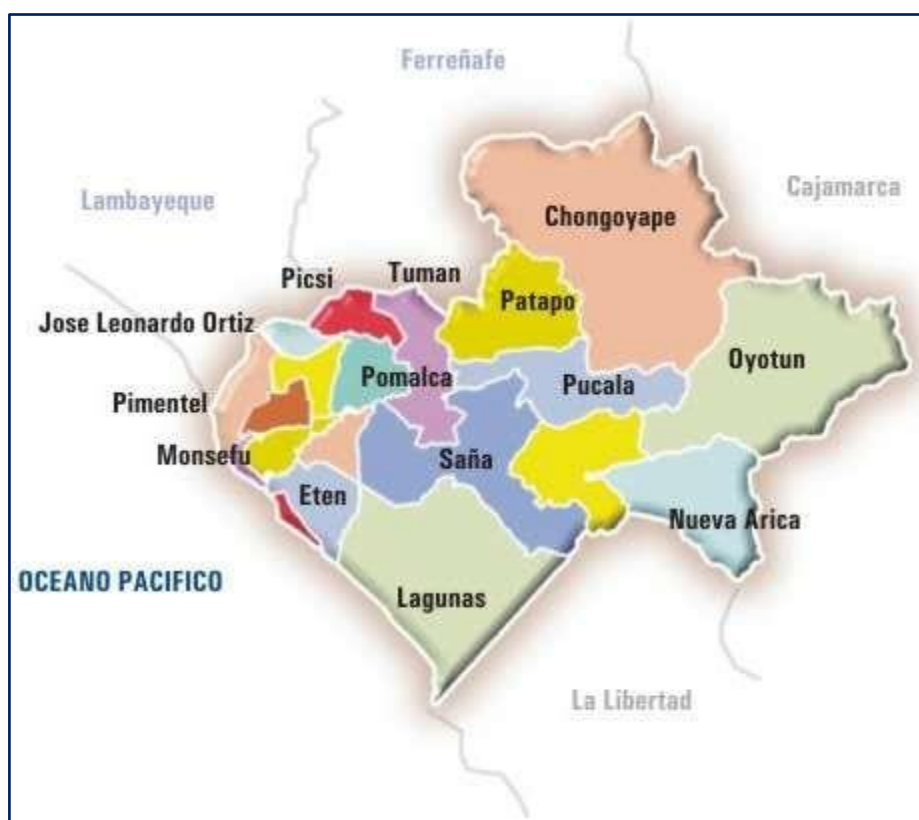 Ferreñafe
Cajamarca
Lambayeque
Chongoyape
Picsi
Tuman
Patapo
Jose Leonardo Ortiz
Oyotun
Pomalca
Pucala
Pimentel
Monsefu
Saña
Eten
Nueva Arica
OCEANO PACIFICO
Lagunas
La Libertad